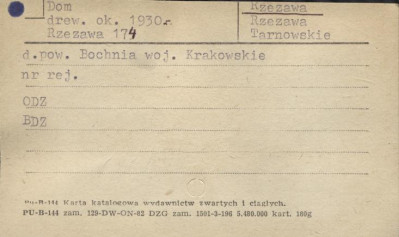 Dom
drew. ok. 1930r
Rzezawa 174
Rzezawa
Rzezawa
Tarnowskie
d.pow. Bochnia woj. Krakowskie
nr rej.
ODZ
BDZ
PU-B-144 Karta katalogowa wydawnictw zwartych i ciągłych.
PU-B-144 zam. 129-DW-ON-82 DZG zam. 1501-3-196 5.400.000 kart. 180g